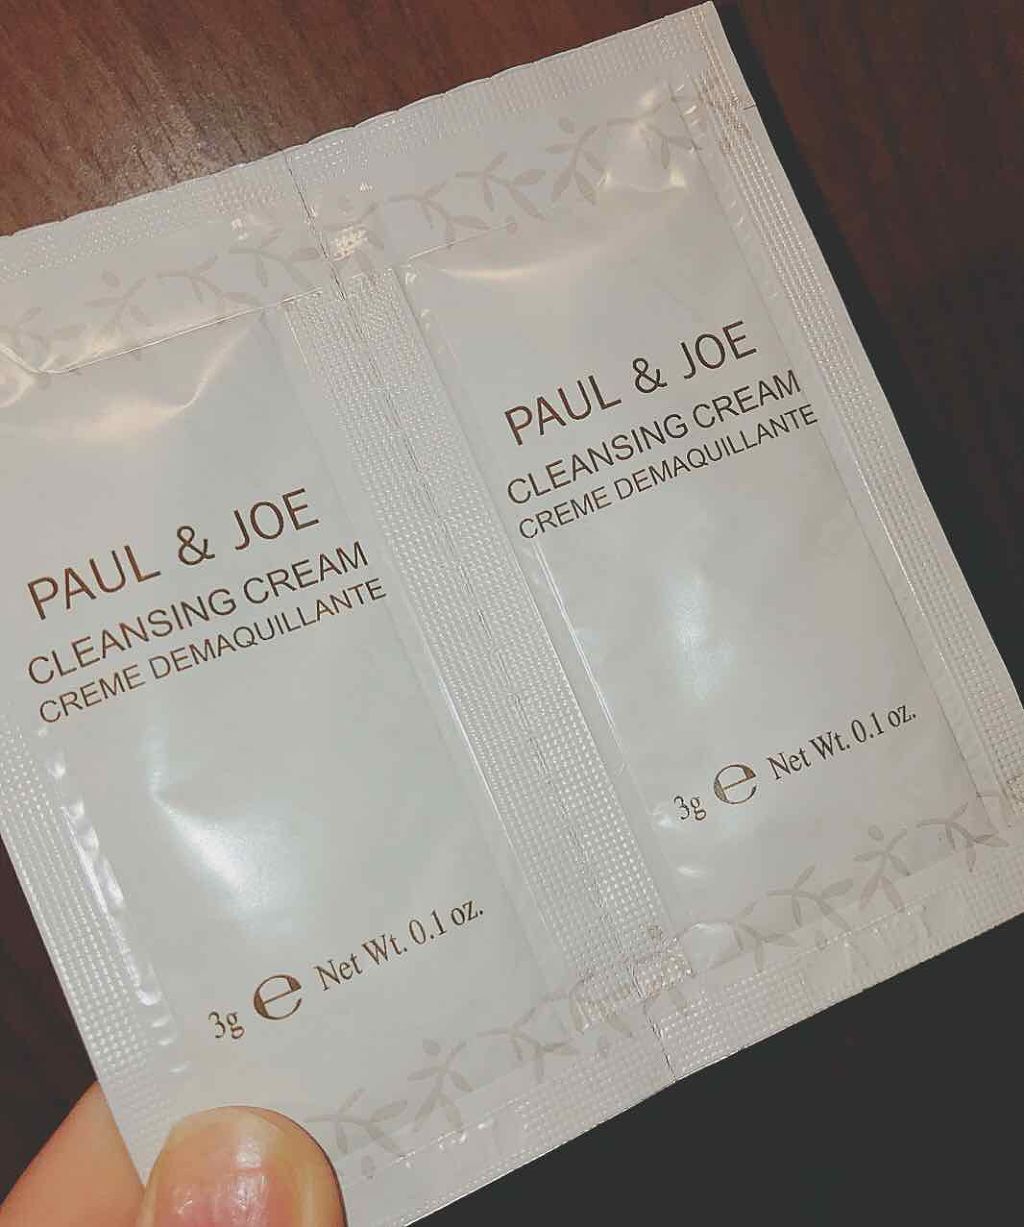 PAUL & JOE
CLEANSING CREAM
CREME DEMAQUILLANTE
3g e Net Wt. 0.1 oz.
PAUL & JOE
CLEANSING CREAM
CREME DEMAQUILLANTE
3g e Net Wt. 0.1 oz.